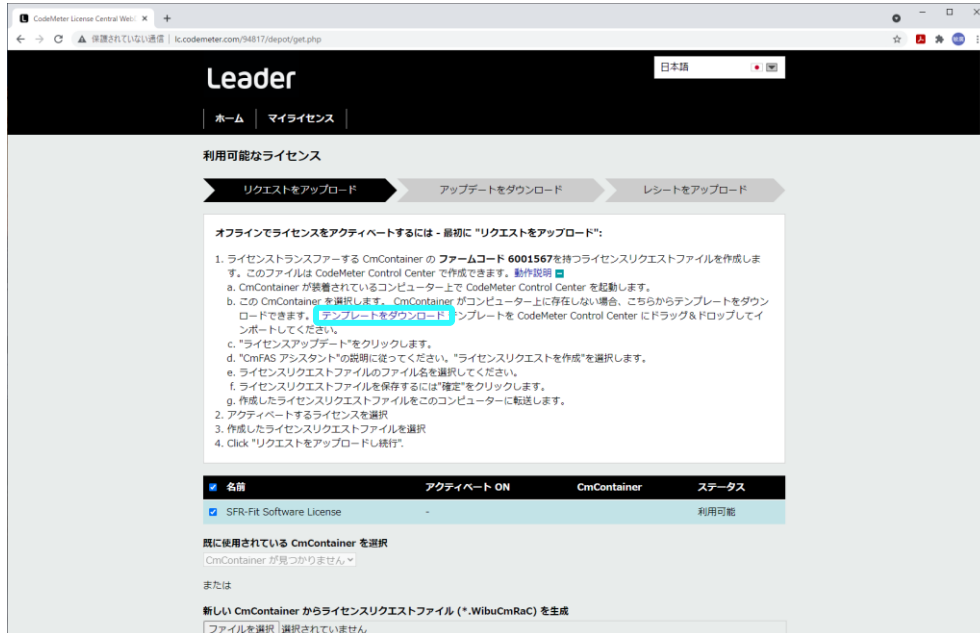 CodeMeter License Central Web
保護されていない通信 | lc.codemeter.com/94817/depot/get.php
Leader
日本語
ホーム マイライセンス
利用可能なライセンス
リクエストをアップロード アップデートをダウンロード レシートをアップロード
オフラインでライセンスをアクティベートするには - 最初に "リクエストをアップロード":
1. ライセンストランスファーする CmContainer の ファームコード 6001567を持つライセンスリクエストファイルを作成しま
す。このファイルは CodeMeter Control Center で作成できます。動作説明
a. CmContainer が装着されているコンピューター上で CodeMeter Control Center を起動します。
b. この CmContainer を選択します。 CmContainer がコンピューター上に存在しない場合、こちらからテンプレートをダウン
ロードできます。 テンプレートをダウンロード テンプレートを CodeMeter Control Center にドラッグ＆ドロップしてイ
ンポートしてください。
c. "ライセンスアップデート"をクリックします。
d. "CmFAS アシスタント"の説明に従ってください。"ライセンスリクエストを作成"を選択します。
e. ライセンスリクエストファイルのファイル名を選択してください。
f. ライセンスリクエストファイルを保存するには"確定"をクリックします。
g. 作成したライセンスリクエストファイルをこのコンピューターに転送します。
2. アクティベートするライセンスを選択
3. 作成したライセンスリクエストファイルを選択
4. Click "リクエストをアップロードし続行".
名前 アクティベート ON CmContainer ステータス
SFR-Fit Software License - 利用可能
既に使用されている CmContainer を選択
CmContainer が見つかりません
または
新しい CmContainer からライセンスリクエストファイル (*.WibuCmRaC) を生成
ファイルを選択 選択されていません